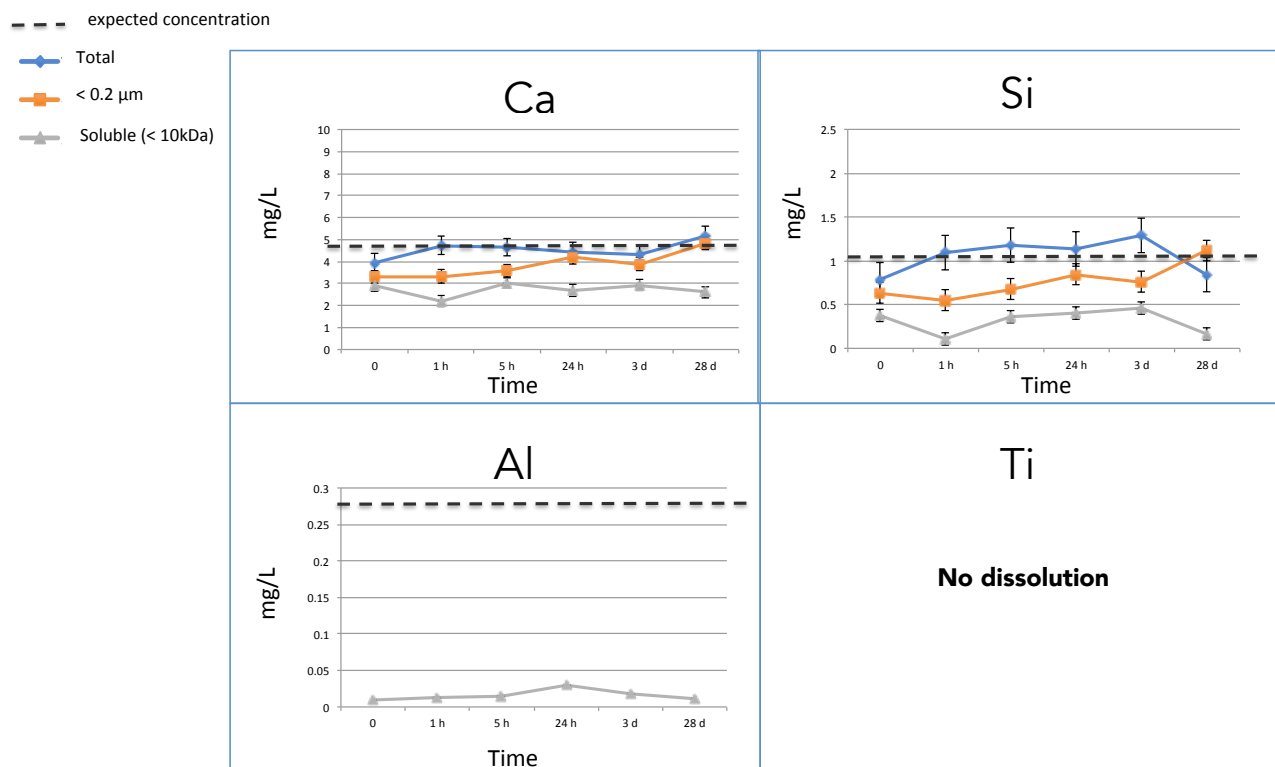 expected concentration
Total
< 0.2 µm
Soluble (< 10kDa)
Ca
mg/L
10
9
8
7
6
5
4
3
2
1
0
0 1 h 5 h 24 h 3 d 28 d
Time
Si
mg/L
2.5
2
1.5
1
0.5
0
0 1 h 5 h 24 h 3 d 28 d
Time
Al
mg/L
0.3
0.25
0.2
0.15
0.1
0.05
0
0 1 h 5 h 24 h 3 d 28 d
Time
Ti
No dissolution